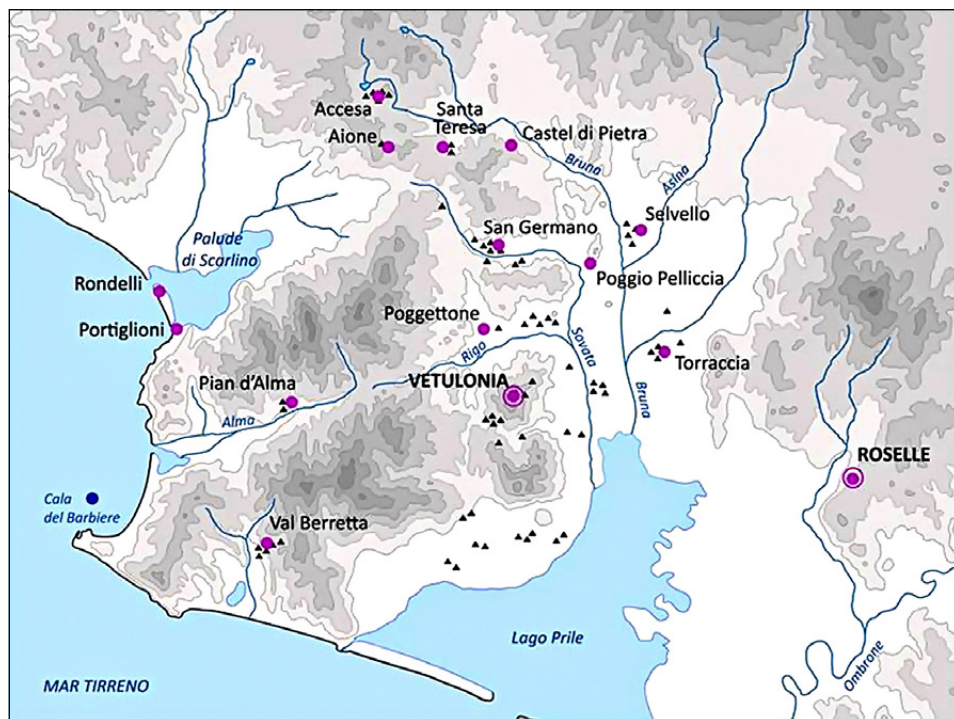 Accesa
Santa
Teresa
Aione
Castel di Pietra
Bruna
Asina
Selvello
San Germano
Palude
di Scarlino
Poggio Pelliccia
Rondelli
Portiglioni
Poggettone
Sovata
Rigo
Torraccia
Pian d'Alma
VETULONIA
Bruna
Alma
ROSELLE
Cala
del Barbiere
Val Berretta
Lago Prile
Ombrone
MAR TIRRENO